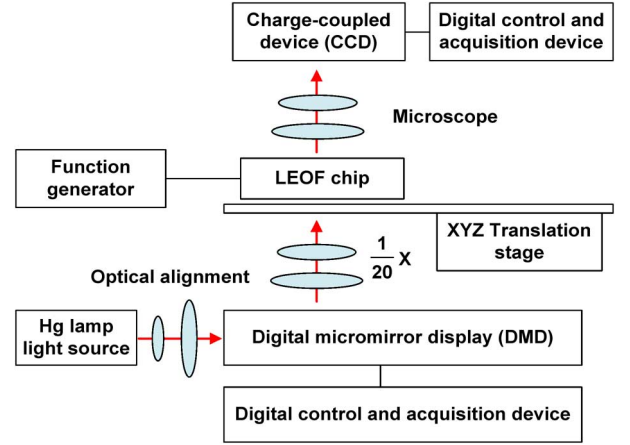 Charge-coupled
device (CCD)
Digital control and
acquisition device
Microscope
Function
generator
LEOF chip
XYZ Translation
stage
1
20
X
Optical alignment
Hg lamp
light source
Digital micromirror display (DMD)
Digital control and acquisition device